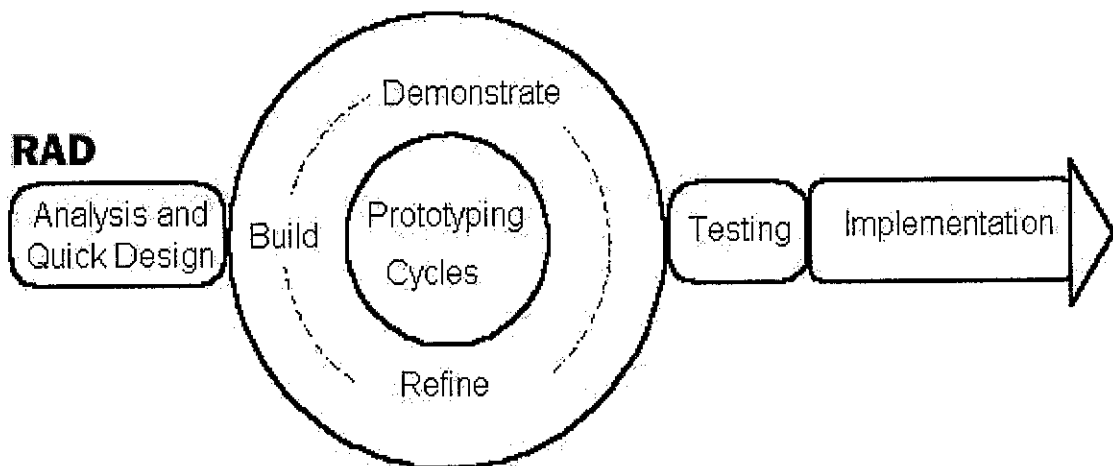 RAD
Analysis and
Quick Design
Demonstrate
Build
Prototyping
Cycles
Refine
Testing
Implementation